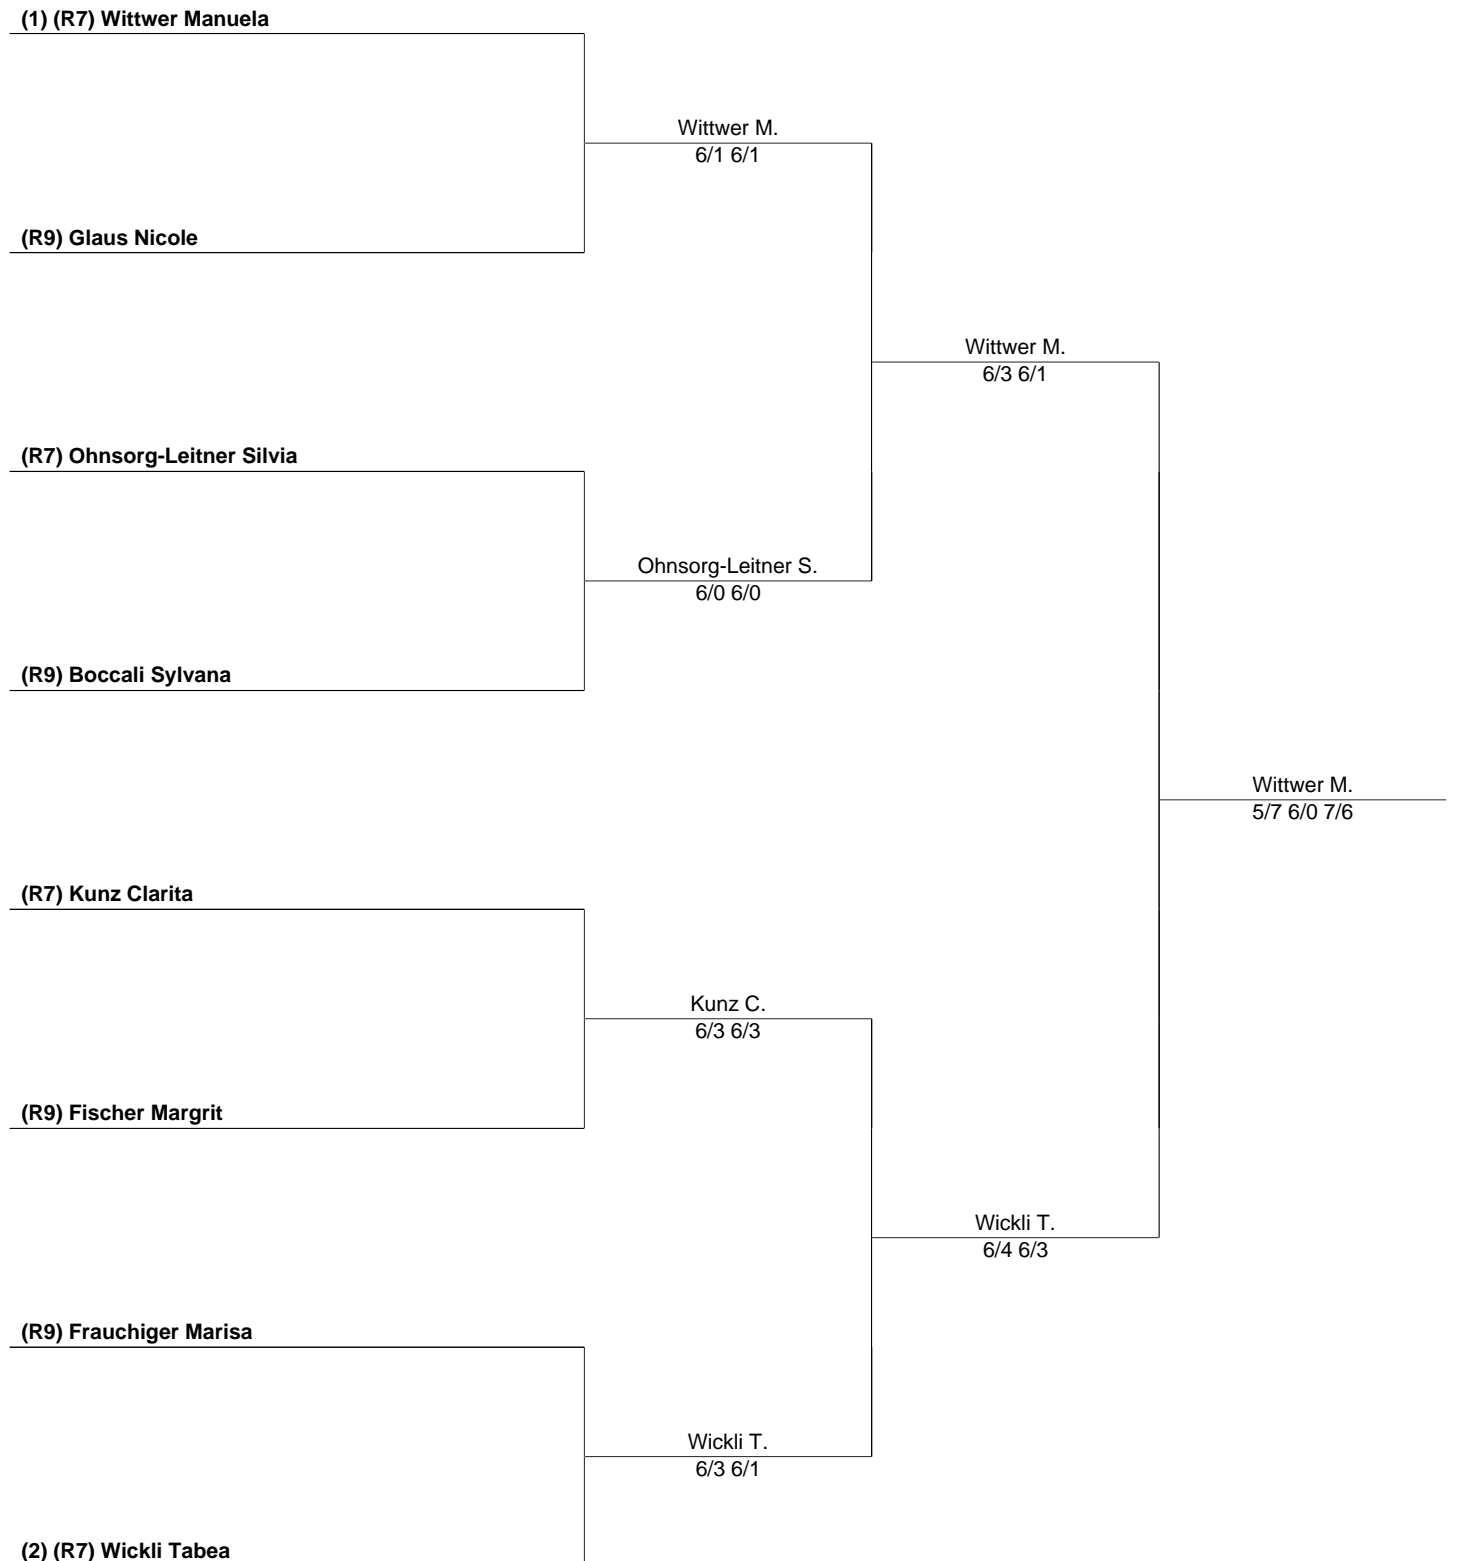 (1) (R7) Wittwer Manuela
Wittwer M.
6/1 6/1
(R9) Glaus Nicole
Wittwer M.
6/3 6/1
(R7) Ohnsorg-Leitner Silvia
Ohnsorg-Leitner S.
6/0 6/0
(R9) Boccali Sylvana
Wittwer M.
5/7 6/0 7/6
(R7) Kunz Clarita
Kunz C.
6/3 6/3
(R9) Fischer Margrit
Wickli T.
6/4 6/3
(R9) Frauchiger Marisa
Wickli T.
6/3 6/1
(2) (R7) Wickli Tabea